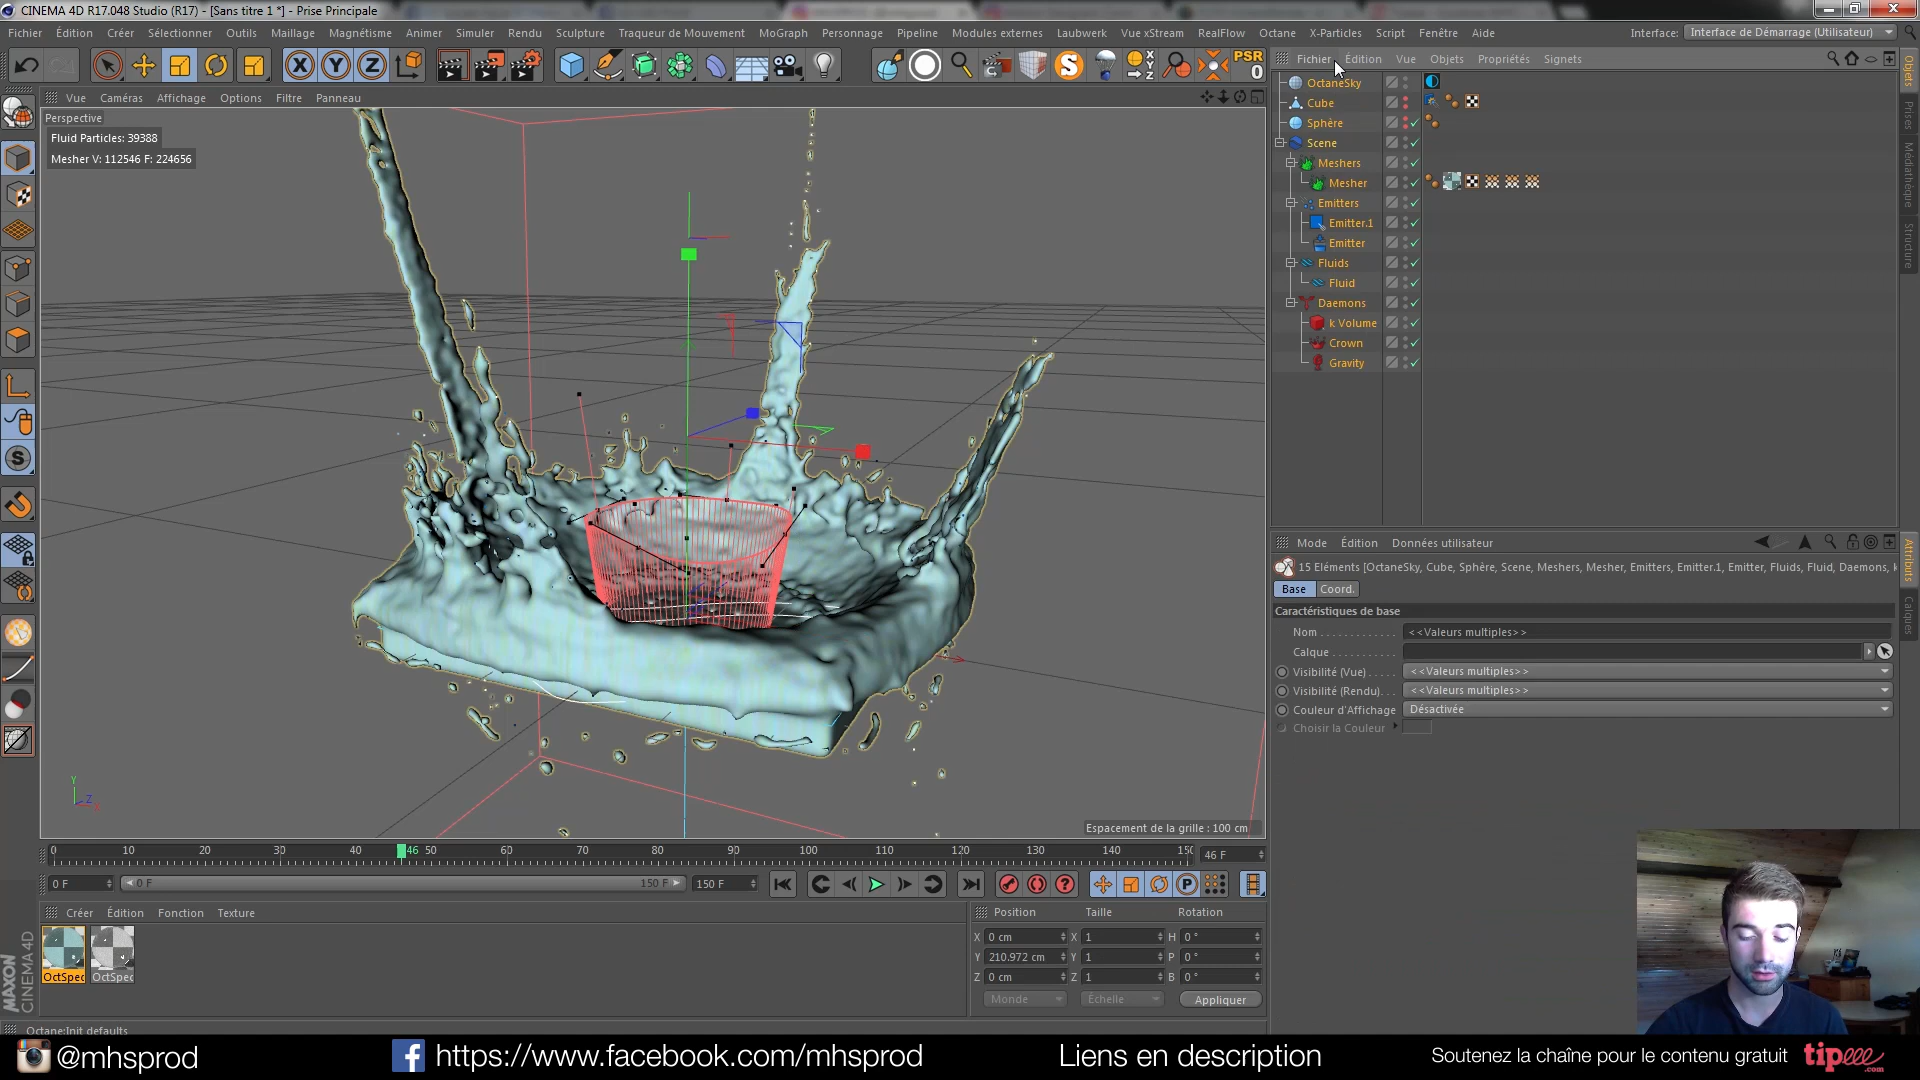 CINEMA 4D R17.048 Studio (R17) - [Sans titre 1 *] - Prise Principale
Fichier Édition Créer Sélectionner Outils Maillage Magnétisme Animer Simuler Rendu Sculpture Traqueur de Mouvement MoGraph Personnage Pipeline Modules externes Laubwerk Vue xStream Octane X-Particles RealFlow Script Fenêtre Aide
Interface: Interface de Démarrage (Utilisateur)
X Y Z
S
PSR
0
Vue Caméras Affichage Options Filtre Panneau
Perspective
Fluid Particles: 39388
Mesher V: 112546 F: 224656
Espacement de la grille : 100 cm
Y
Z
Fichier Édition Vue Objets Propriétés Signets
OctaneSky
Cube
Sphère
Scene
Meshers
Mesher
Emitters
Emitter.1
Emitter
Fluids
Fluid
Daemons
k Volume
Crown
Gravity
Objets
Prises
Médiathèque
Structure
Mode Édition Données utilisateur
15 Eléments [OctaneSky, Cube, Sphère, Scene, Meshers, Mesher, Emitters, Emitter.1, Emitter, Fluids, Fluid, Daemons, k
Base Coord.
Caractéristiques de base
Nom <<Valeurs multiples>>
Calque
Visibilité (Vue) <<Valeurs multiples>>
Visibilité (Rendu) <<Valeurs multiples>>
Couleur d'Affichage Désactivée
Choisir la Couleur
Attributs
Calques
0 10 20 30 40 46 50 60 70 80 90 100 110 120 130 140 150
46 F
0 F 0 F 150 F 150 F
P
Créer Édition Fonction Texture
OctSpec OctSpec
Position Taille Rotation
X 0 cm X 1 H 0 °
Y 210.972 cm Y 1 P 0 °
Z 0 cm Z 1 B 0 °
Monde Échelle Appliquer
MAXON
CINEMA 4D
Octane:Init defaults
@mhsprod
https://www.facebook.com/mhsprod
Liens en description
Soutenez la chaîne pour le contenu gratuit
tipeee.com